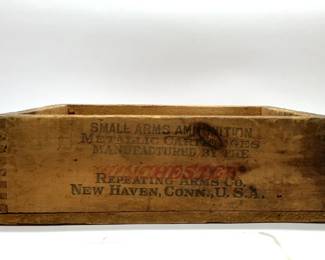 SMALL ARMS AMMUNITION
METALLIC CARTRIDGES
MANUFACTURED BY THE
WINCHESTER
REPEATING ARMS CO.
NEW HAVEN, CONN., U.S.A.